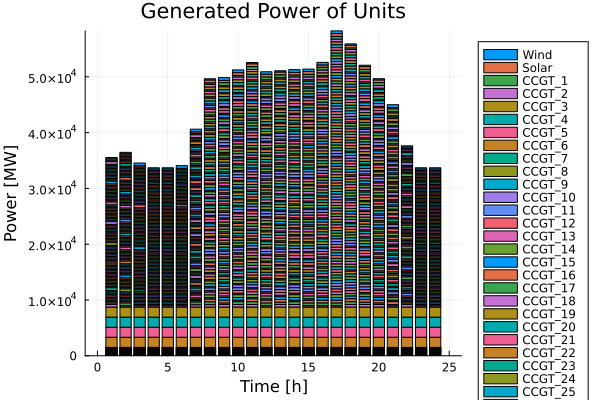 Generated Power of Units
Power [MW]
5.0×10⁴
4.0×10⁴
3.0×10⁴
2.0×10⁴
1.0×10⁴
0
0 5 10 15 20 25
Time [h]
Wind
Solar
CCGT_1
CCGT_2
CCGT_3
CCGT_4
CCGT_5
CCGT_6
CCGT_7
CCGT_8
CCGT_9
CCGT_10
CCGT_11
CCGT_12
CCGT_13
CCGT_14
CCGT_15
CCGT_16
CCGT_17
CCGT_18
CCGT_19
CCGT_20
CCGT_21
CCGT_22
CCGT_23
CCGT_24
CCGT_25